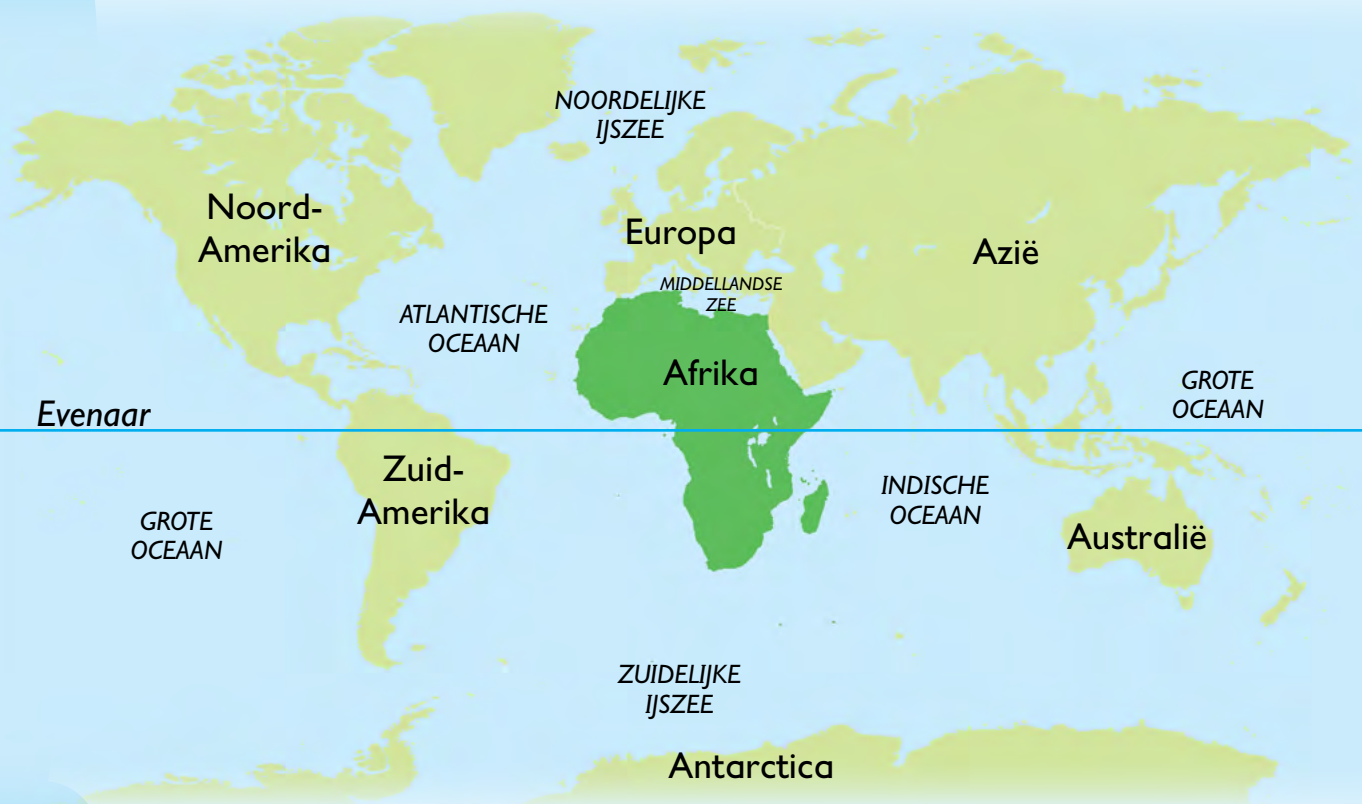 NOORDELIJKE
IJSZEE
Noord-
Amerika
Europa
Azië
MIDDELLANDSE
ZEE
ATLANTISCHE
OCEAAN
Afrika
GROTE
OCEAAN
Evenaar
Zuid-
Amerika
INDISCHE
OCEAAN
GROTE
OCEAAN
Australië
ZUIDELIJKE
IJSZEE
Antarctica